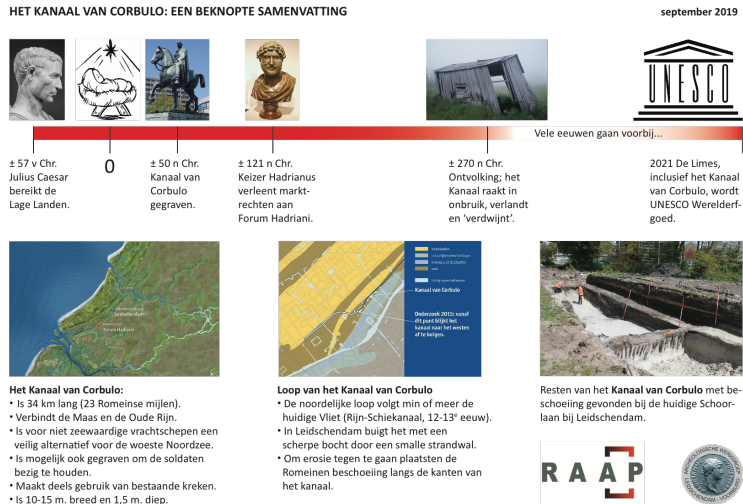 HET KANAAL VAN CORBULO: EEN BEKNOPTE SAMENVATTING
september 2019
UNESCO
Vele eeuwen gaan voorbij...
± 57 v Chr.
Julius Caesar
bereikt de
Lage Landen.
0
± 50 n Chr.
Kanaal van
Corbulo
gegraven.
± 121 n Chr.
Keizer Hadrianus
verleent markt-
rechten aan
Forum Hadriani.
± 270 n Chr.
Ontvolking; het
Kanaal raakt in
onbruik, verlandt
en ‘verdwijnt’.
2021 De Limes,
inclusief het Kanaal
van Corbulo, wordt
UNESCO Werelderf-
goed.
Leidschendam
Forum Hadriani
Kanaal van Corbulo
Onderzoek 2015: vanaf
dit punt blijkt het
kanaal naar het westen
af te buigen.
Het Kanaal van Corbulo:
• Is 34 km lang (23 Romeinse mijlen).
• Verbindt de Maas en de Oude Rijn.
• Is voor niet zeewaardige vrachtschepen een
veilig alternatief voor de woeste Noordzee.
• Is mogelijk ook gegraven om de soldaten
bezig te houden.
• Maakt deels gebruik van bestaande kreken.
• Is 10-15 m. breed en 1,5 m. diep.
Loop van het Kanaal van Corbulo
• De noordelijke loop volgt min of meer de
huidige Vliet (Rijn-Schiekanaal, 12-13e eeuw).
• In Leidschendam buigt het met een
scherpe bocht door een smalle strandwal.
• Om erosie tegen te gaan plaatsten de
Romeinen beschoeiing langs de kanten van
het kanaal.
Resten van het Kanaal van Corbulo met be-
schoeiing gevonden bij de huidige Schoor-
laan bij Leidschendam.
RAAP